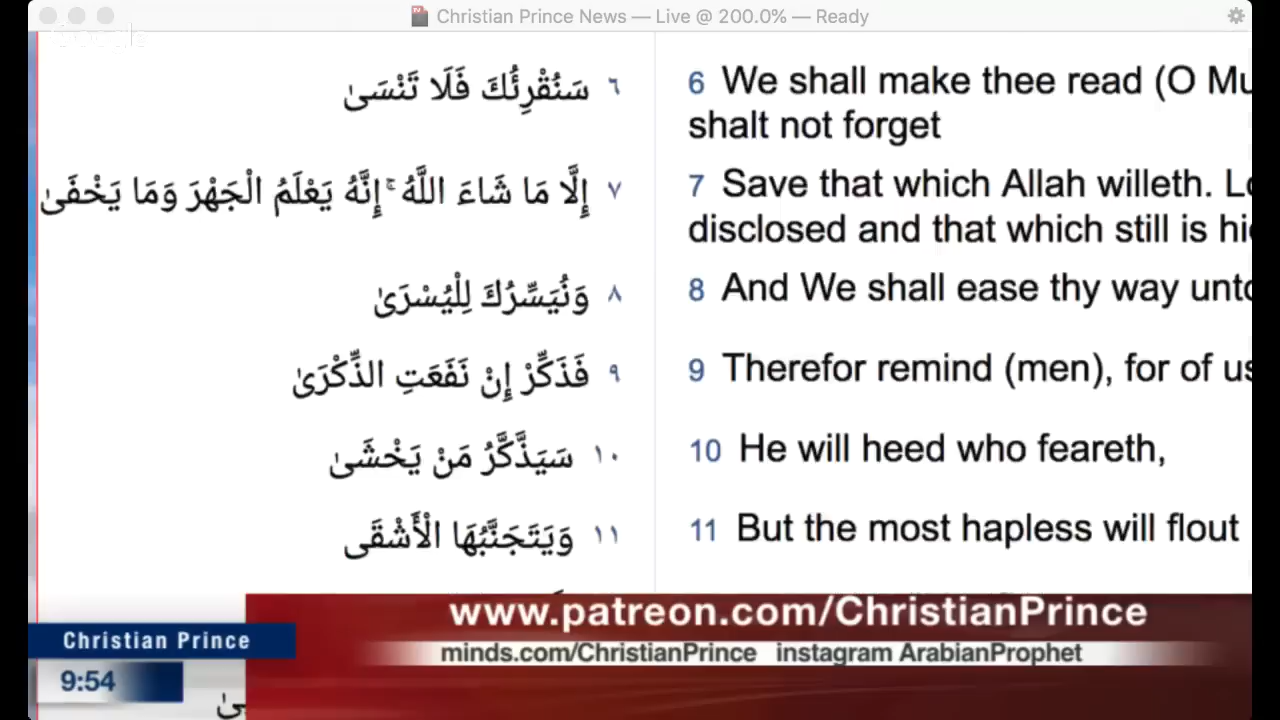 Christian Prince News — Live @ 200.0% — Ready
٦ سَنُقْرِئُكَ فَلَا تَنْسَىٰ
6 We shall make thee read (O Mu
shalt not forget
٧ إِلَّا مَا شَاءَ اللَّهُ ۚ إِنَّهُ يَعْلَمُ الْجَهْرَ وَمَا يَخْفَىٰ
7 Save that which Allah willeth. Lo
disclosed and that which still is hi
٨ وَنُيَسِّرُكَ لِلْيُسْرَىٰ
8 And We shall ease thy way unto
٩ فَذَكِّرْ إِنْ نَفَعَتِ الذِّكْرَىٰ
9 Therefor remind (men), for of us
١٠ سَيَذَّكَّرُ مَنْ يَخْشَىٰ
10 He will heed who feareth,
١١ وَيَتَجَنَّبُهَا الْأَشْقَى
11 But the most hapless will flout
www.patreon.com/ChristianPrince
Christian Prince
minds.com/ChristianPrince instagram ArabianProphet
9:54